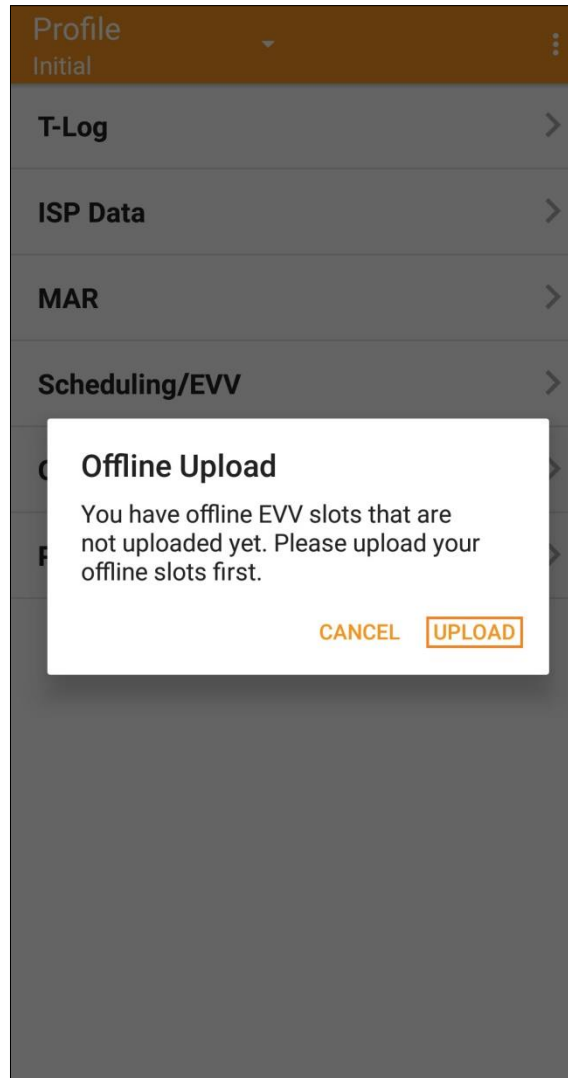 Profile
Initial
T-Log
ISP Data
MAR
Scheduling/EVV
Offline Upload
You have offline EVV slots that are
not uploaded yet. Please upload your
offline slots first.
CANCEL UPLOAD